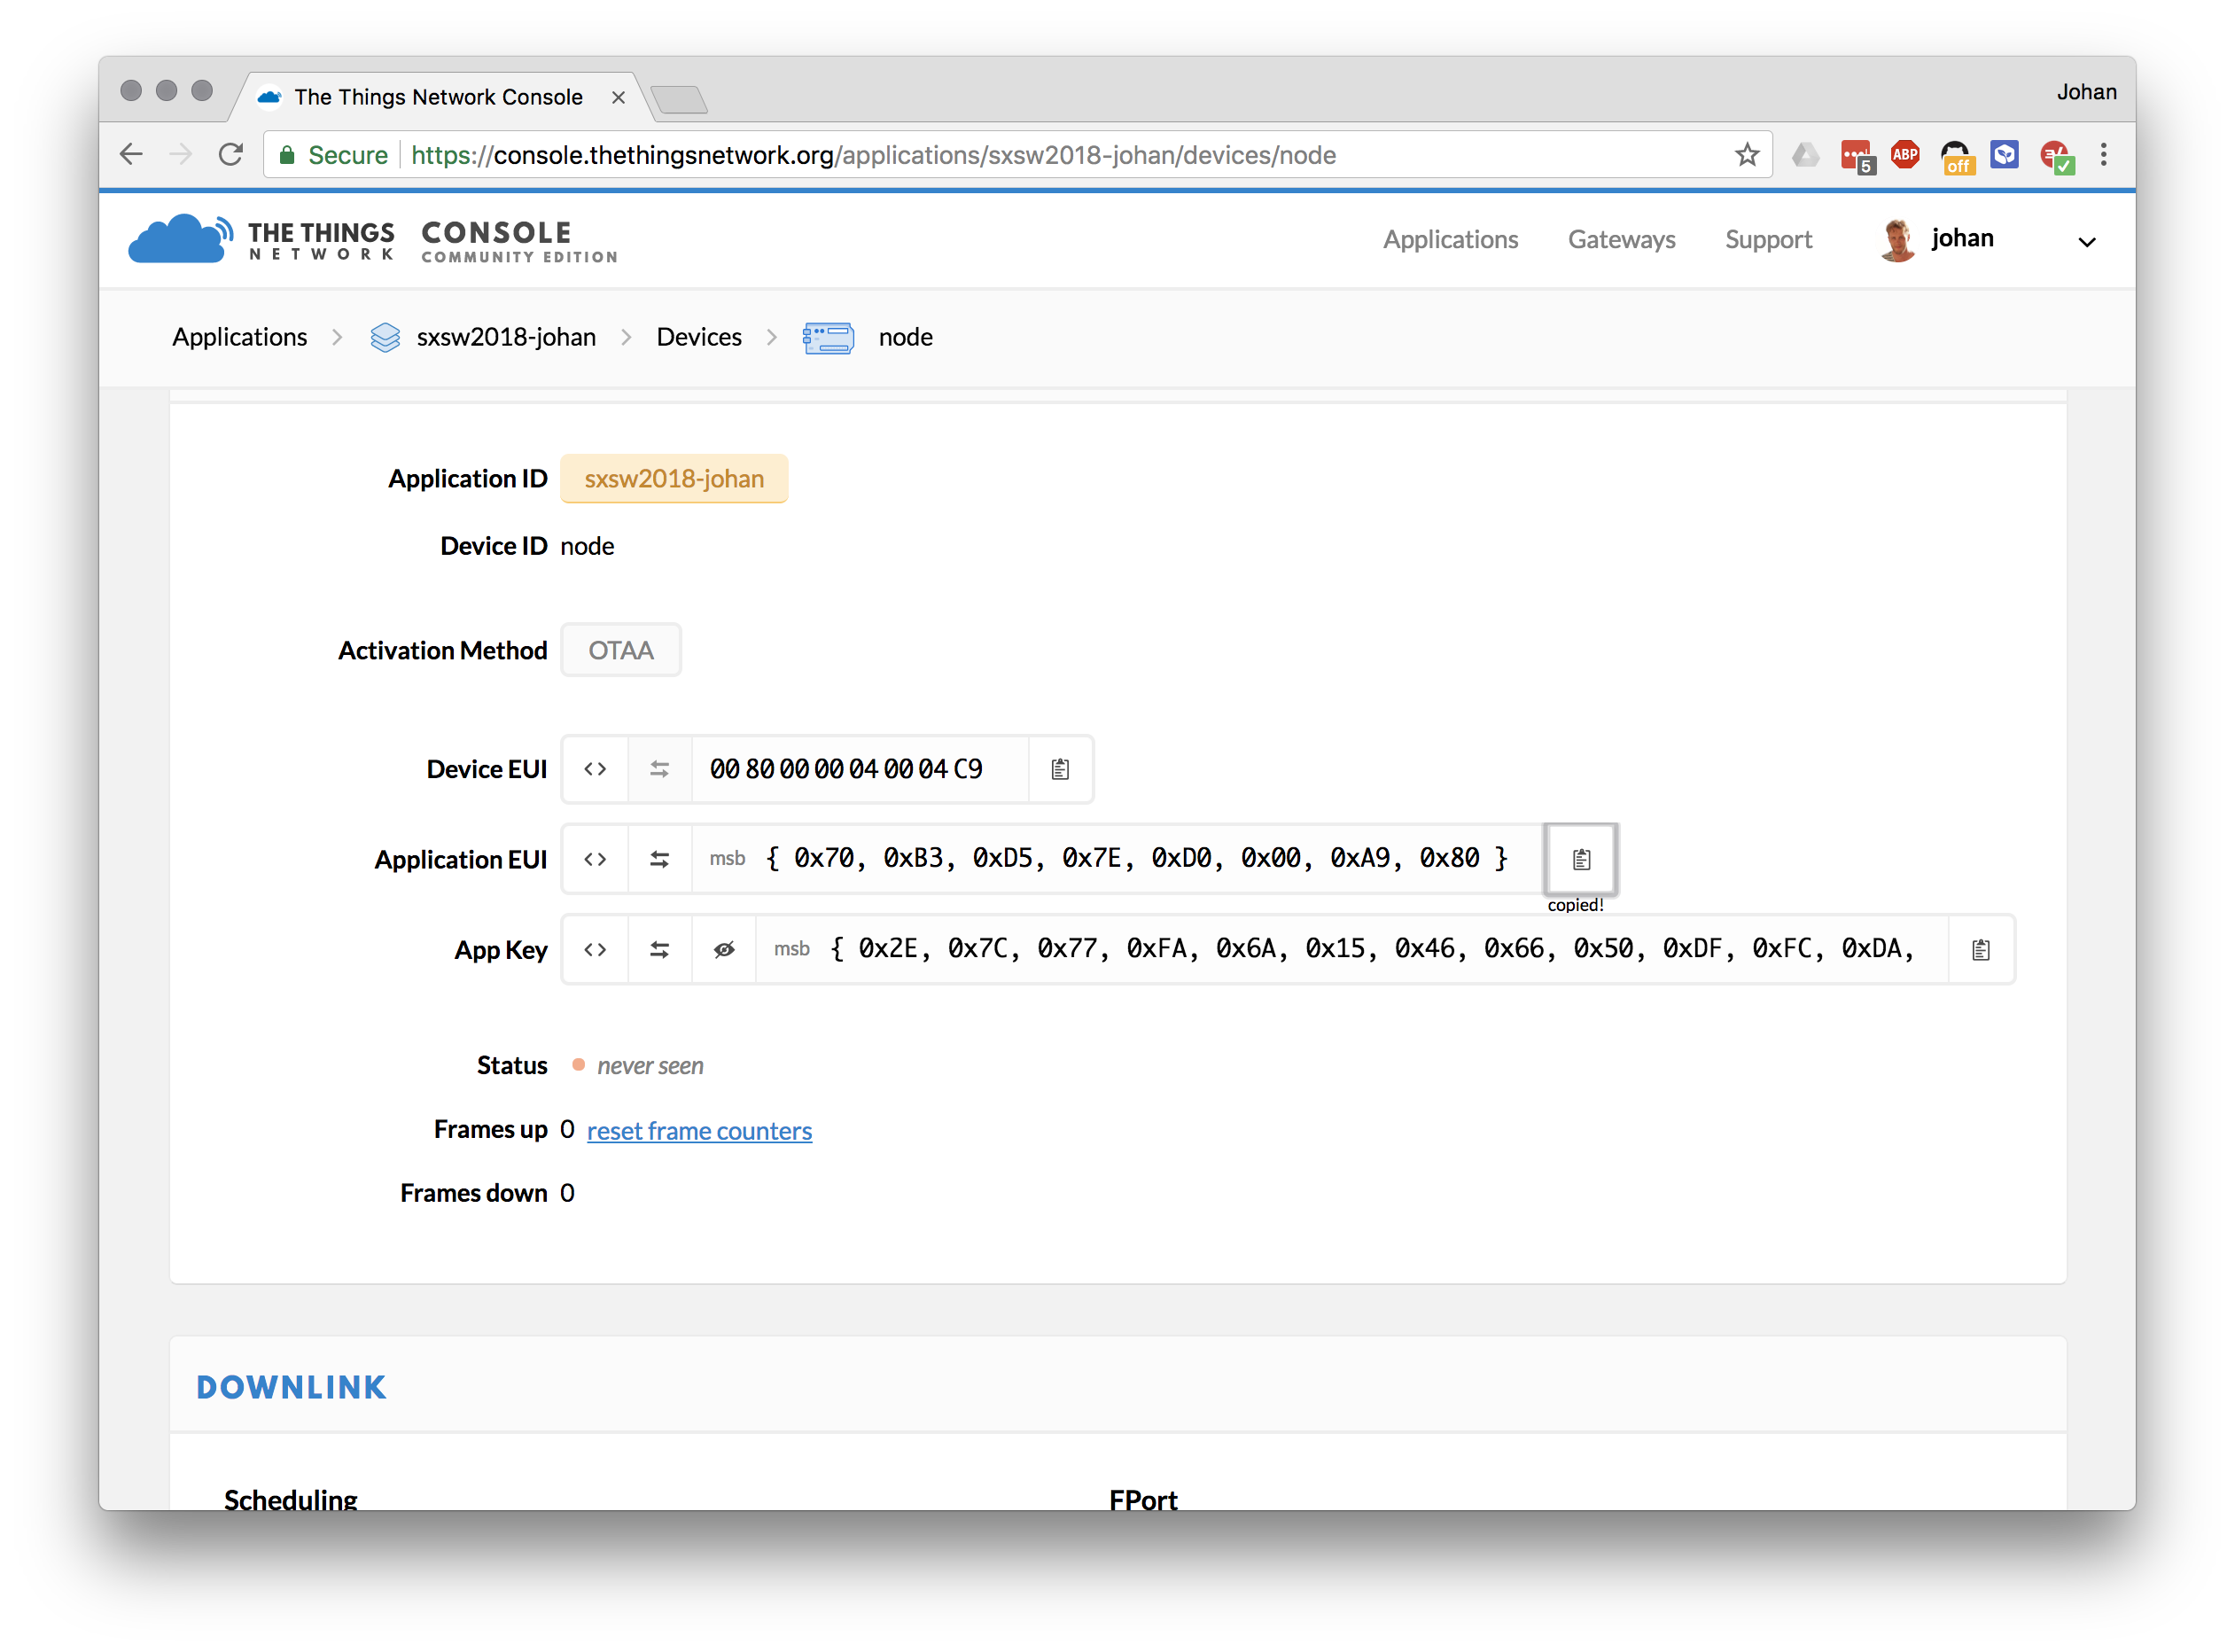 The Things Network Console
Johan
Secure https://console.thethingsnetwork.org/applications/sxsw2018-johan/devices/node
5 ABP off
THE THINGS NETWORK CONSOLE COMMUNITY EDITION
Applications Gateways Support johan
Applications sxsw2018-johan Devices node
Application ID sxsw2018-johan
Device ID node
Activation Method OTAA
Device EUI <> 00 80 00 00 04 00 04 C9
Application EUI <> msb { 0x70, 0xB3, 0xD5, 0x7E, 0xD0, 0x00, 0xA9, 0x80 }
copied!
App Key <> msb { 0x2E, 0x7C, 0x77, 0xFA, 0x6A, 0x15, 0x46, 0x66, 0x50, 0xDF, 0xFC, 0xDA,
Status never seen
Frames up 0 reset frame counters
Frames down 0
DOWNLINK
Scheduling FPort